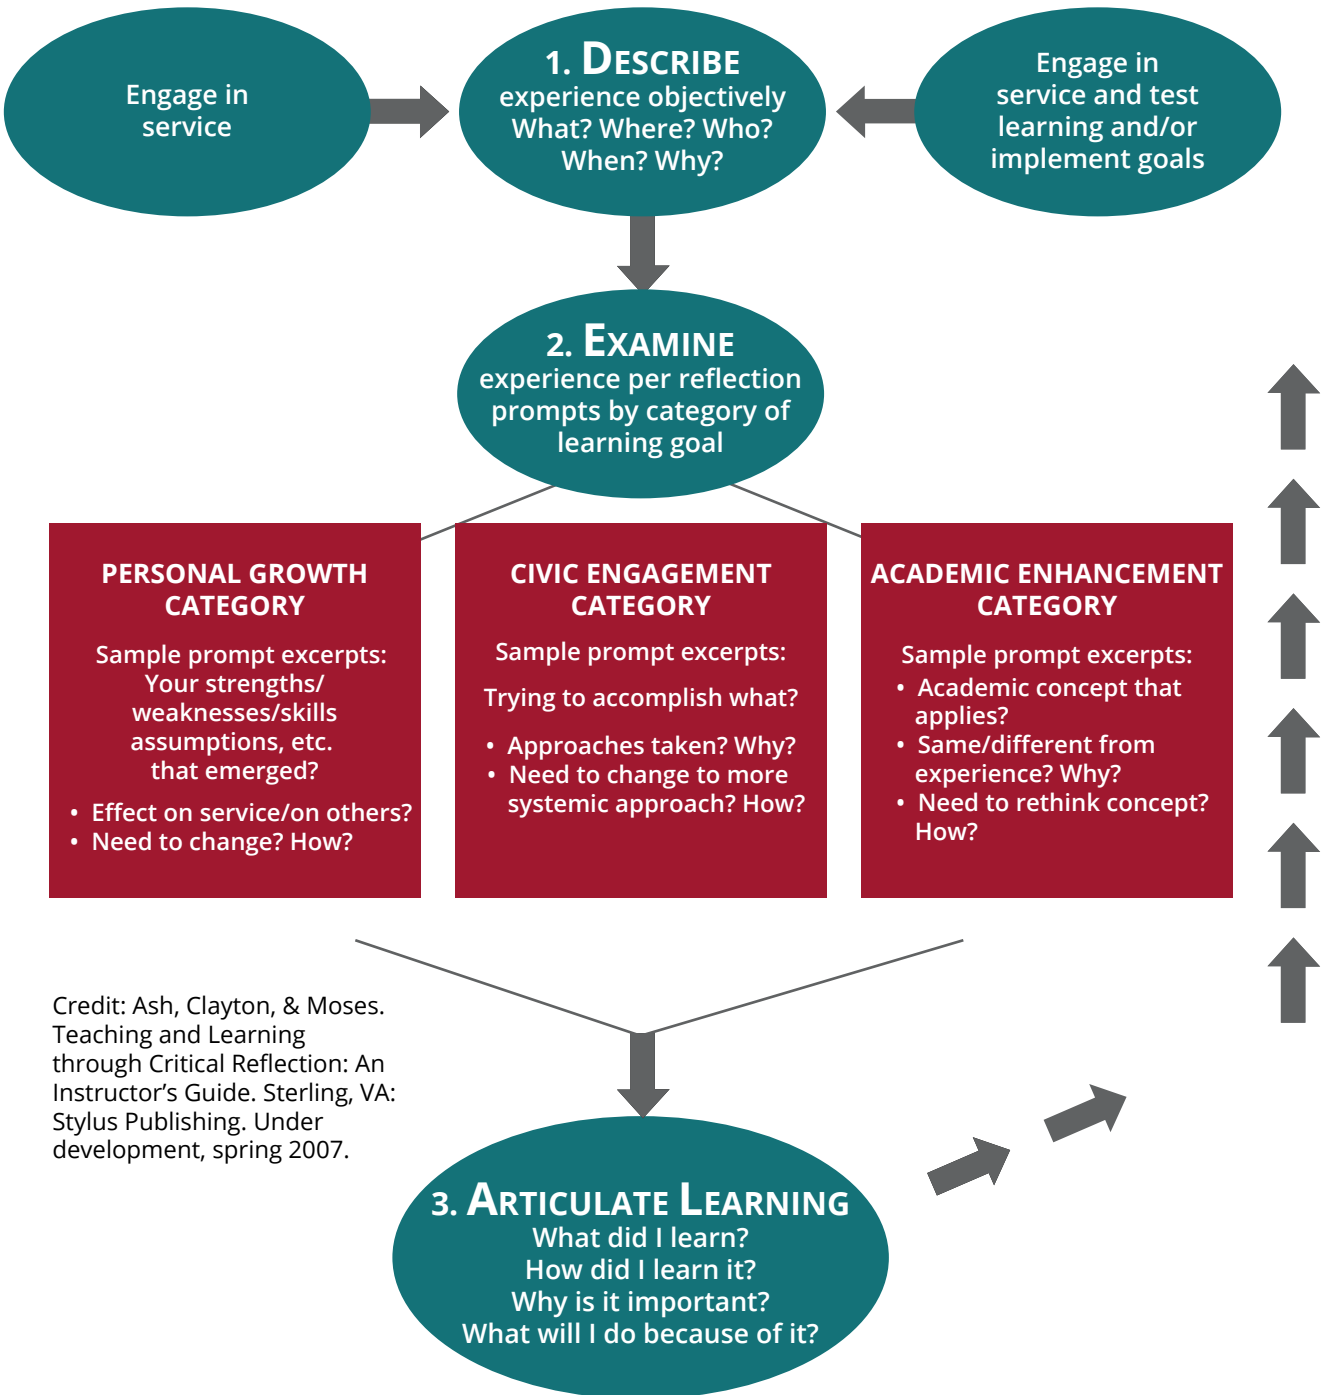 Engage in
service
1. DESCRIBE
experience objectively
What? Where? Who?
When? Why?
Engage in
service and test
learning and/or
implement goals
2. EXAMINE
experience per reflection
prompts by category of
learning goal
PERSONAL GROWTH
CATEGORY
Sample prompt excerpts:
Your strengths/
weaknesses/skills
assumptions, etc.
that emerged?
• Effect on service/on others?
• Need to change? How?
CIVIC ENGAGEMENT
CATEGORY
Sample prompt excerpts:
Trying to accomplish what?
• Approaches taken? Why?
• Need to change to more
systemic approach? How?
ACADEMIC ENHANCEMENT
CATEGORY
Sample prompt excerpts:
• Academic concept that
applies?
• Same/different from
experience? Why?
• Need to rethink concept?
How?
Credit: Ash, Clayton, & Moses.
Teaching and Learning
through Critical Reflection: An
Instructor’s Guide. Sterling, VA:
Stylus Publishing. Under
development, spring 2007.
3. ARTICULATE LEARNING
What did I learn?
How did I learn it?
Why is it important?
What will I do because of it?